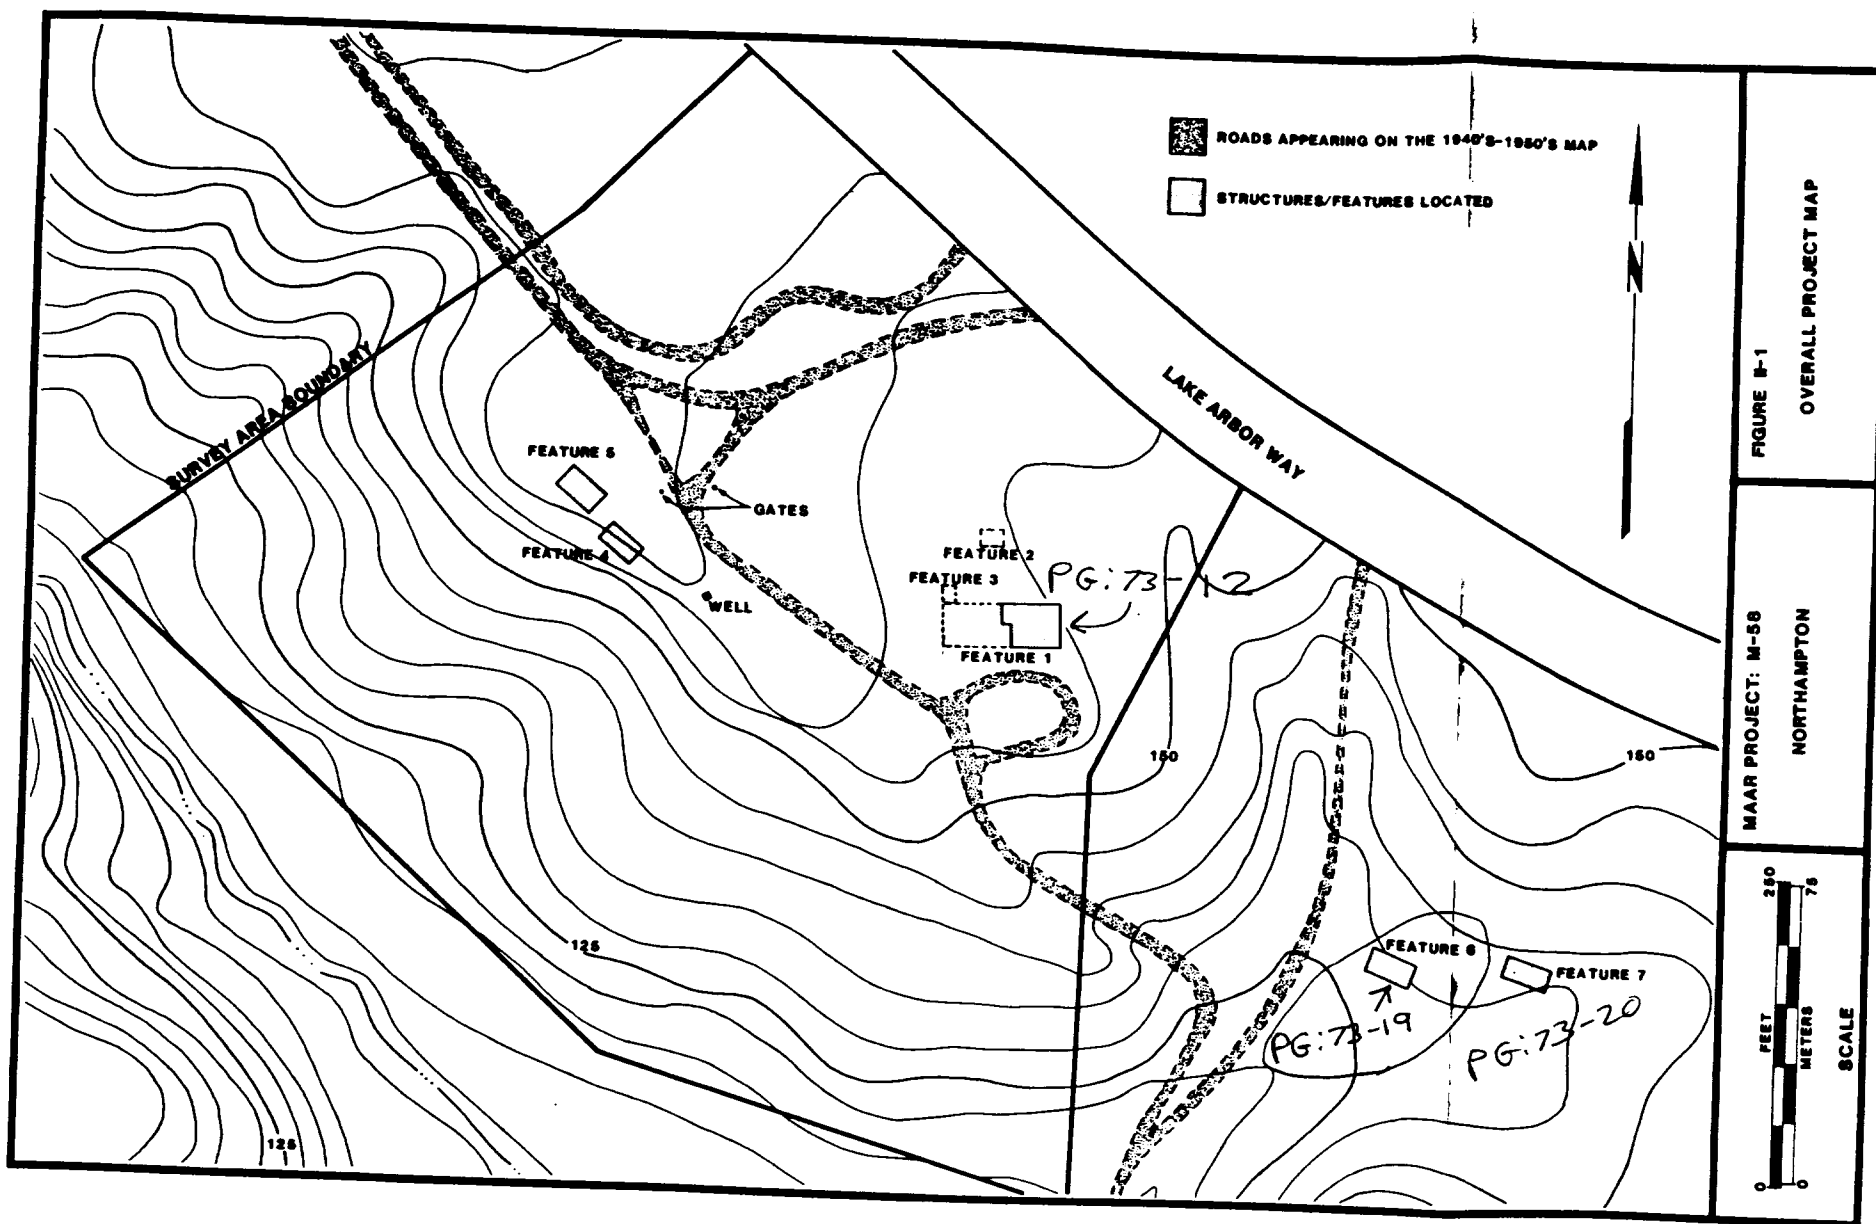 ROADS APPEARING ON THE 1940'S-1950'S MAP
STRUCTURES/FEATURES LOCATED
N
SURVEY AREA BOUNDARY
LAKE ARBOR WAY
FEATURE 5
GATES
FEATURE 4
WELL
FEATURE 2
FEATURE 3
PG:73-12
FEATURE 1
150
150
125
FEATURE 6
FEATURE 7
PG:73-19
PG:73-20
125
FIGURE II-1
OVERALL PROJECT MAP
MAAR PROJECT: M-58
NORTHAMPTON
250
75
FEET
METERS
0
0
SCALE